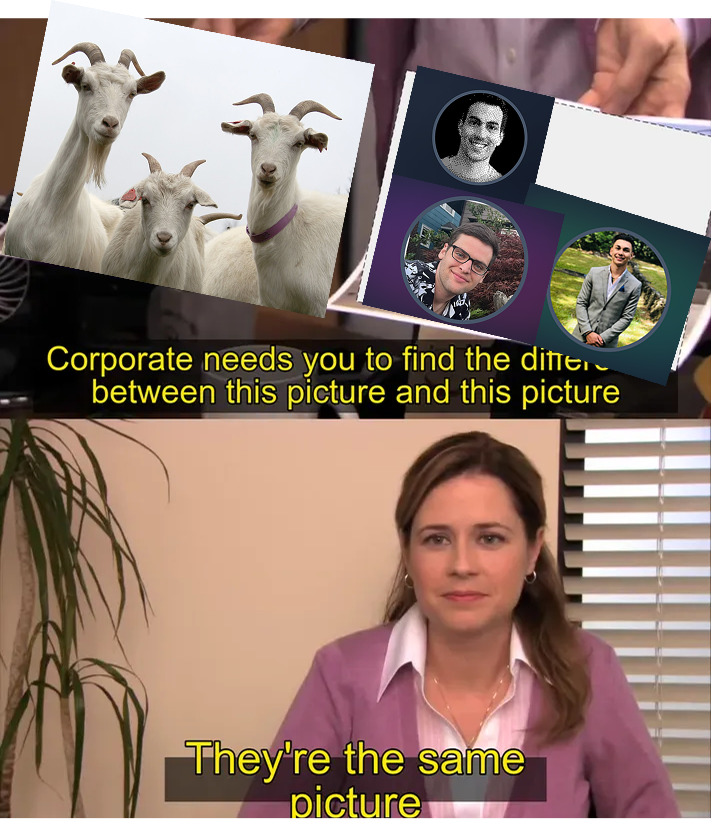 Corporate needs you to find the
between this picture and this picture
They're the same
picture